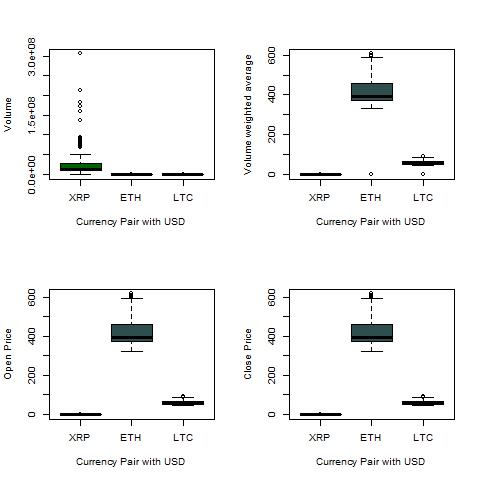 Volume
3.0e+08
1.5e+08
0.0e+00
XRP ETH LTC
Currency Pair with USD
Volume weighted average
600
400
200
0
XRP ETH LTC
Currency Pair with USD
Open Price
600
400
200
0
XRP ETH LTC
Currency Pair with USD
Close Price
600
400
200
0
XRP ETH LTC
Currency Pair with USD